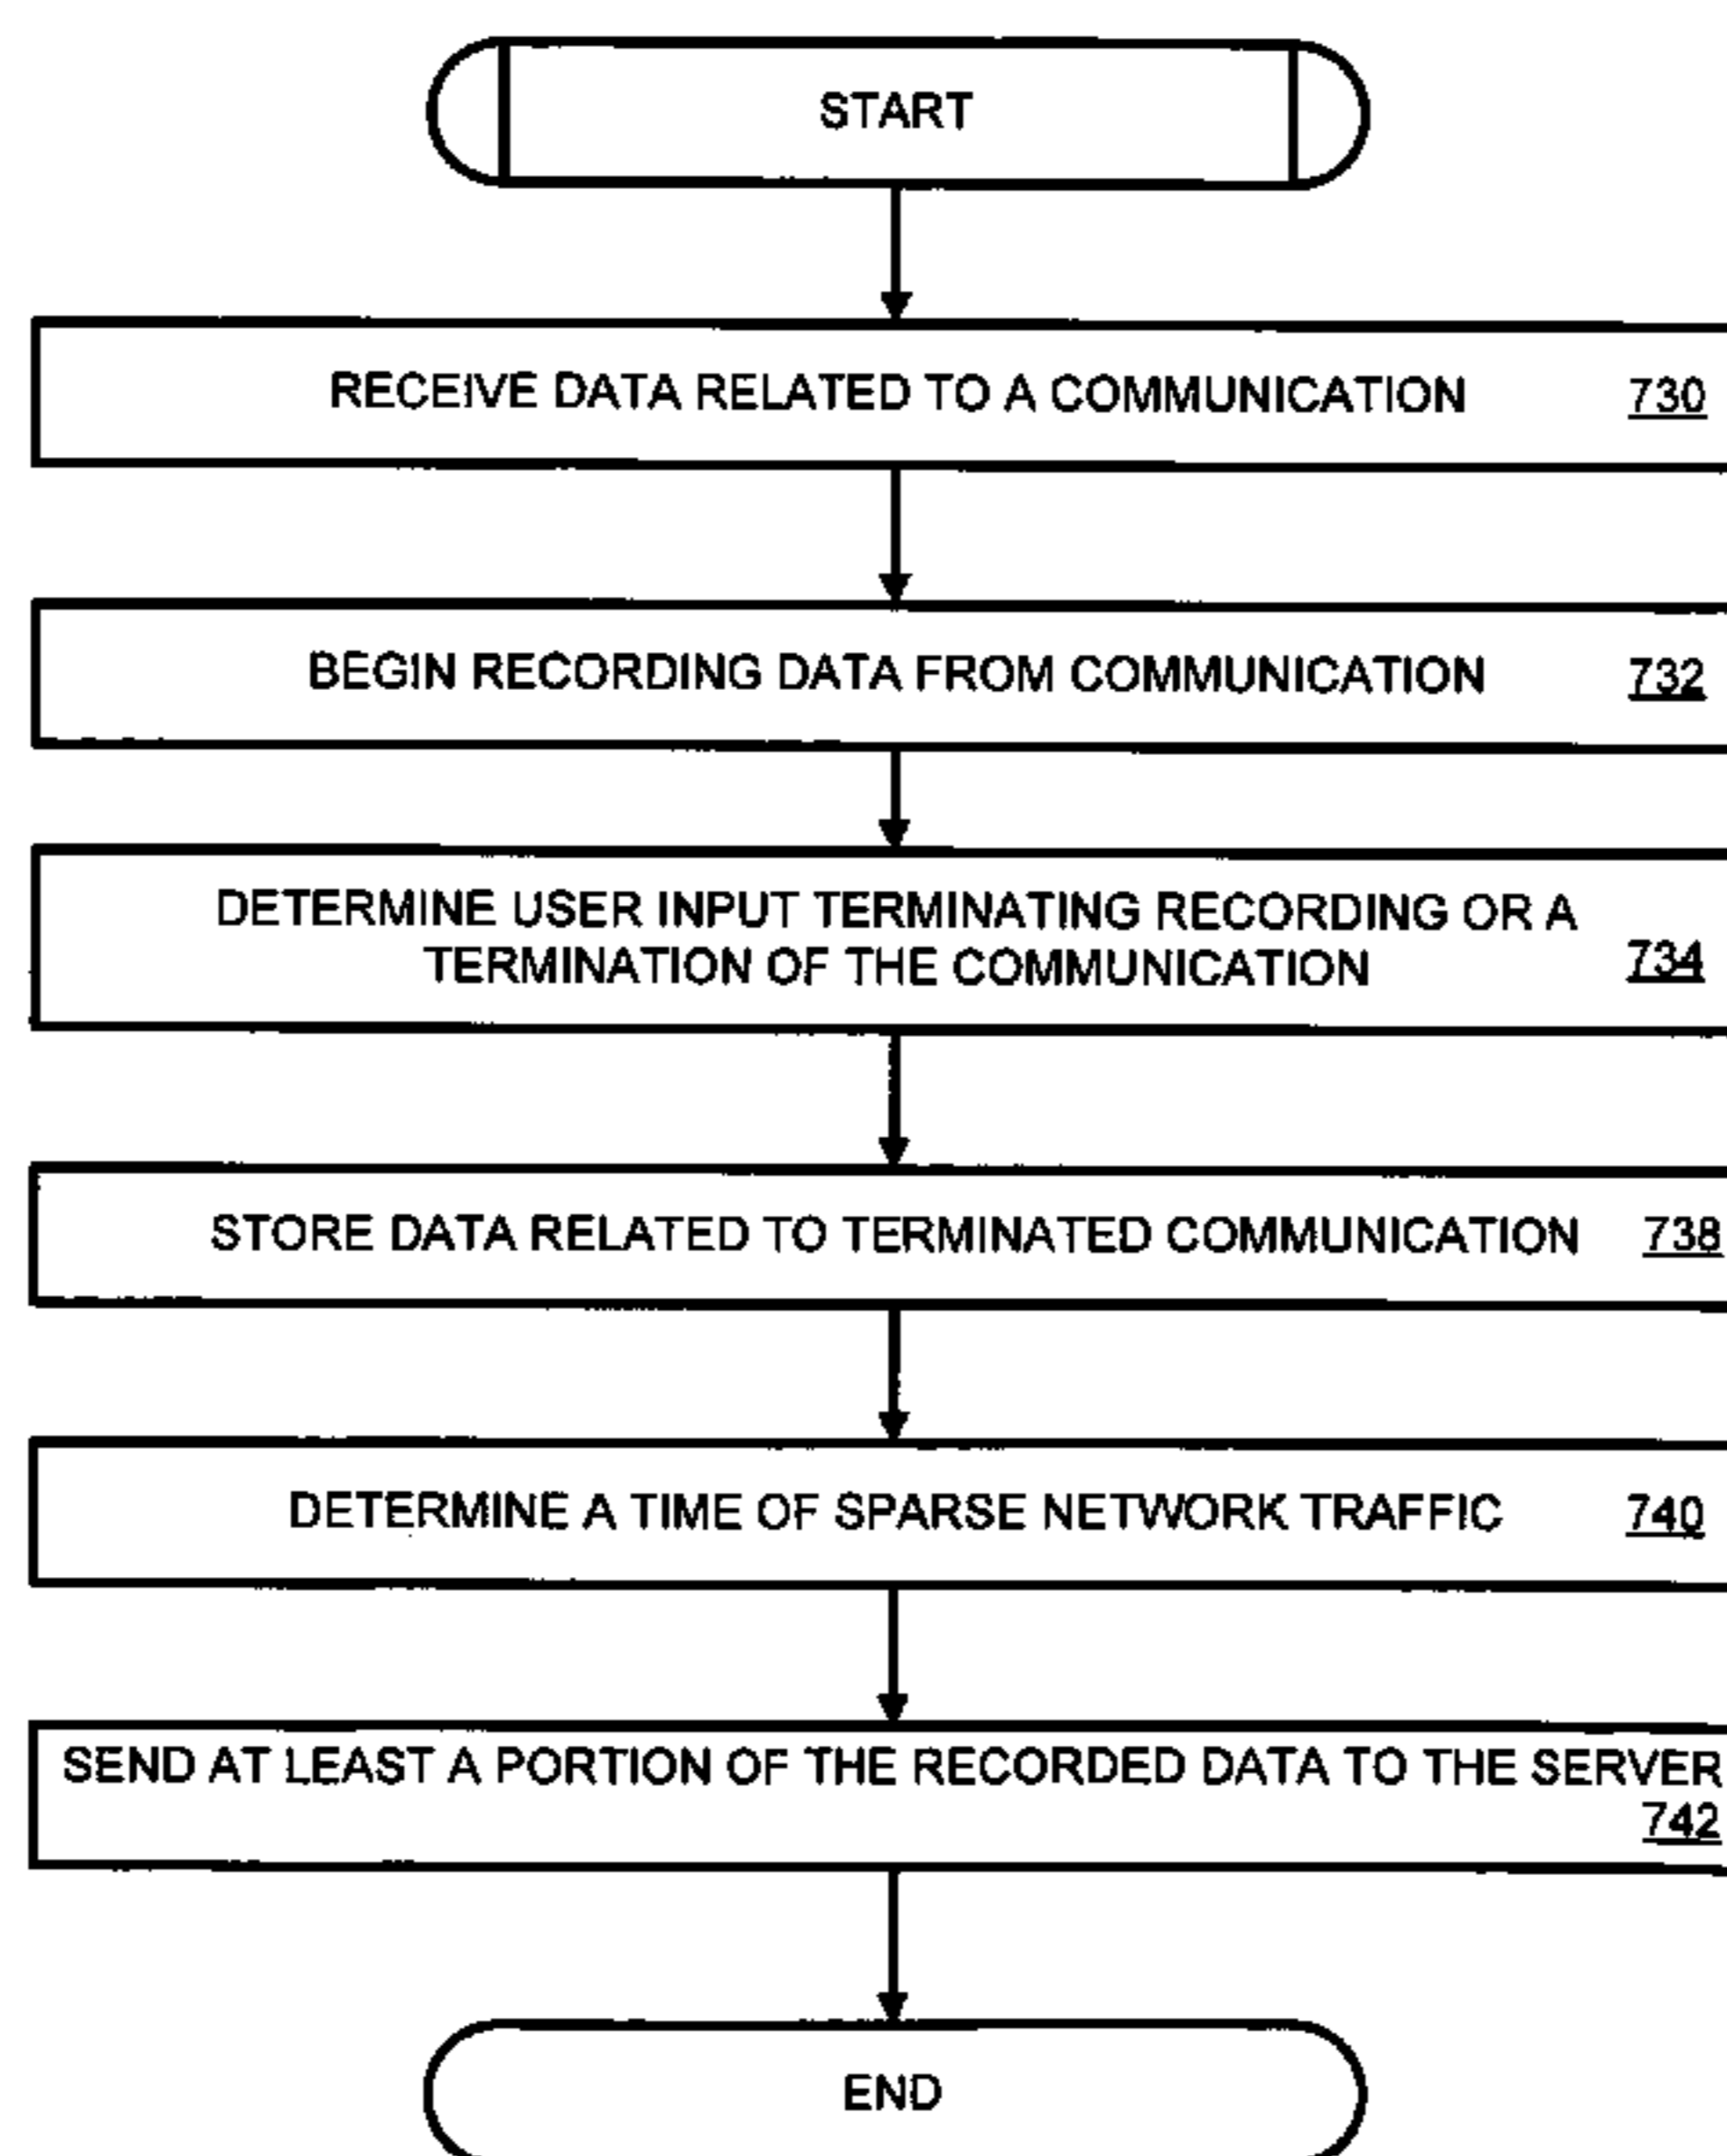 START
RECEIVE DATA RELATED TO A COMMUNICATION 730
BEGIN RECORDING DATA FROM COMMUNICATION 732
DETERMINE USER INPUT TERMINATING RECORDING OR A
TERMINATION OF THE COMMUNICATION 734
STORE DATA RELATED TO TERMINATED COMMUNICATION 738
DETERMINE A TIME OF SPARSE NETWORK TRAFFIC 740
SEND AT LEAST A PORTION OF THE RECORDED DATA TO THE SERVER
742
END